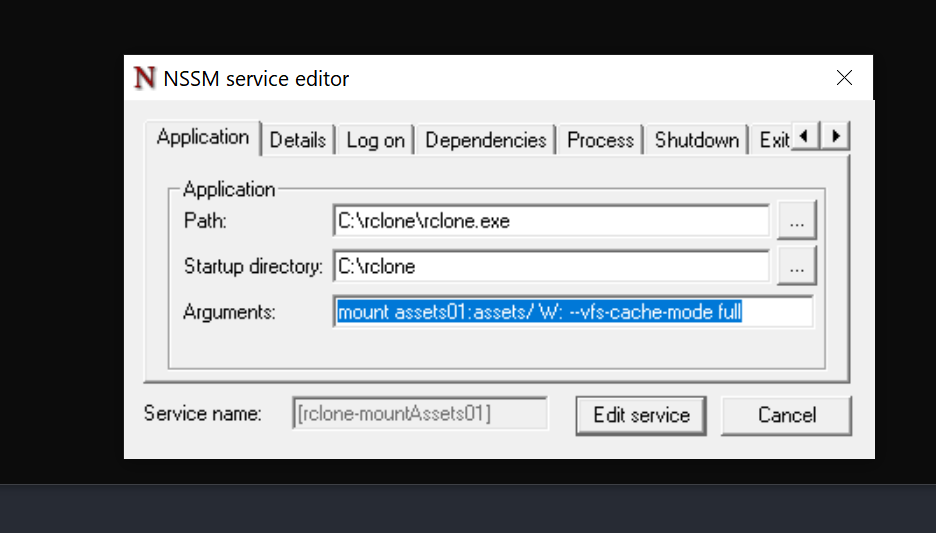 N NSSM service editor
Application Details Log on Dependencies Process Shutdown Exit
Application
Path: C:\rclone\rclone.exe ...
Startup directory: C:\rclone ...
Arguments: mount assets01:assets/ W: --vfs-cache-mode full
Service name: [rclone-mountAssets01] Edit service Cancel